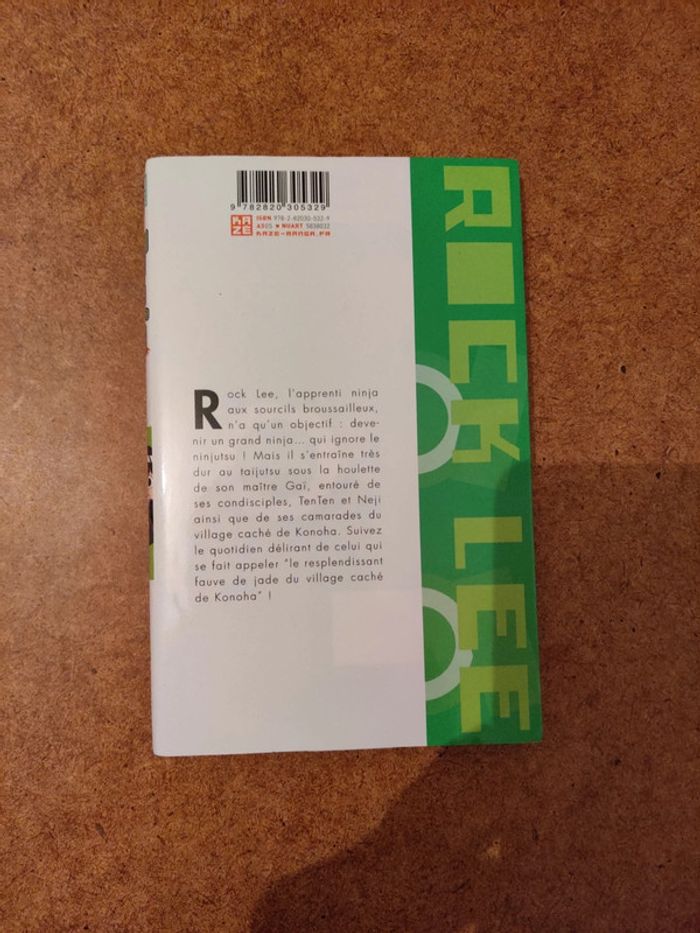 9 782820 305329
KAZE
ISBN 978-2-82030-532-9
A805 ★ NUART 5838032
KAZE-MANGA.FR
Rock Lee, l'apprenti ninja
aux sourcils broussailleux,
n'a qu'un objectif : deve-
nir un grand ninja... qui ignore le
ninjutsu ! Mais il s'entraîne très
dur au taijutsu sous la houlette
de son maître Gaï, entouré de
ses condisciples, TenTen et Neji
ainsi que de ses camarades du
village caché de Konoha. Suivez
le quotidien délirant de celui qui
se fait appeler "le resplendissant
fauve de jade du village caché
de Konoha" !
ROCK LEE